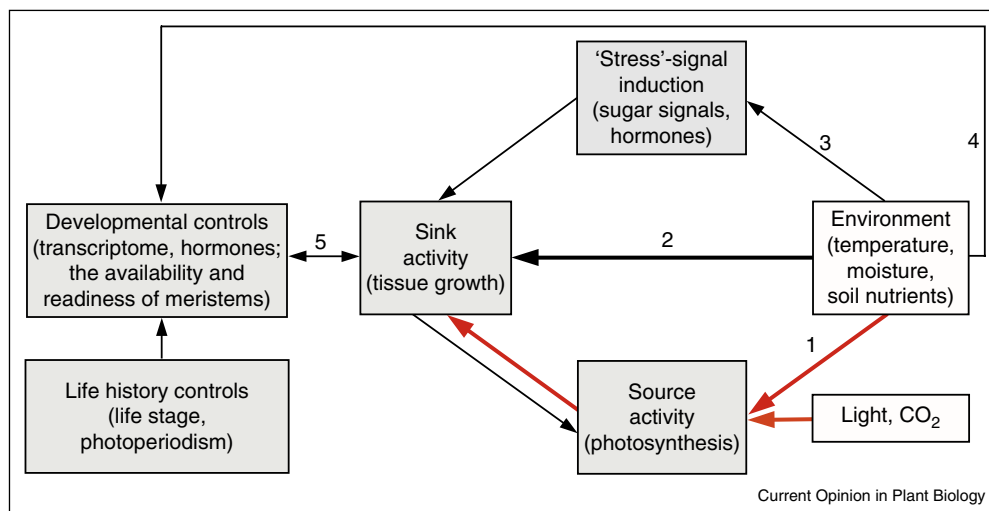 ‘Stress’-signal
induction
(sugar signals,
hormones)
3
4
Developmental controls
(transcriptome, hormones;
the availability and
readiness of meristems)
5
Sink
activity
(tissue growth)
2
Environment
(temperature,
moisture,
soil nutrients)
1
Life history controls
(life stage,
photoperiodism)
Source
activity
(photosynthesis)
Light, CO₂
Current Opinion in Plant Biology